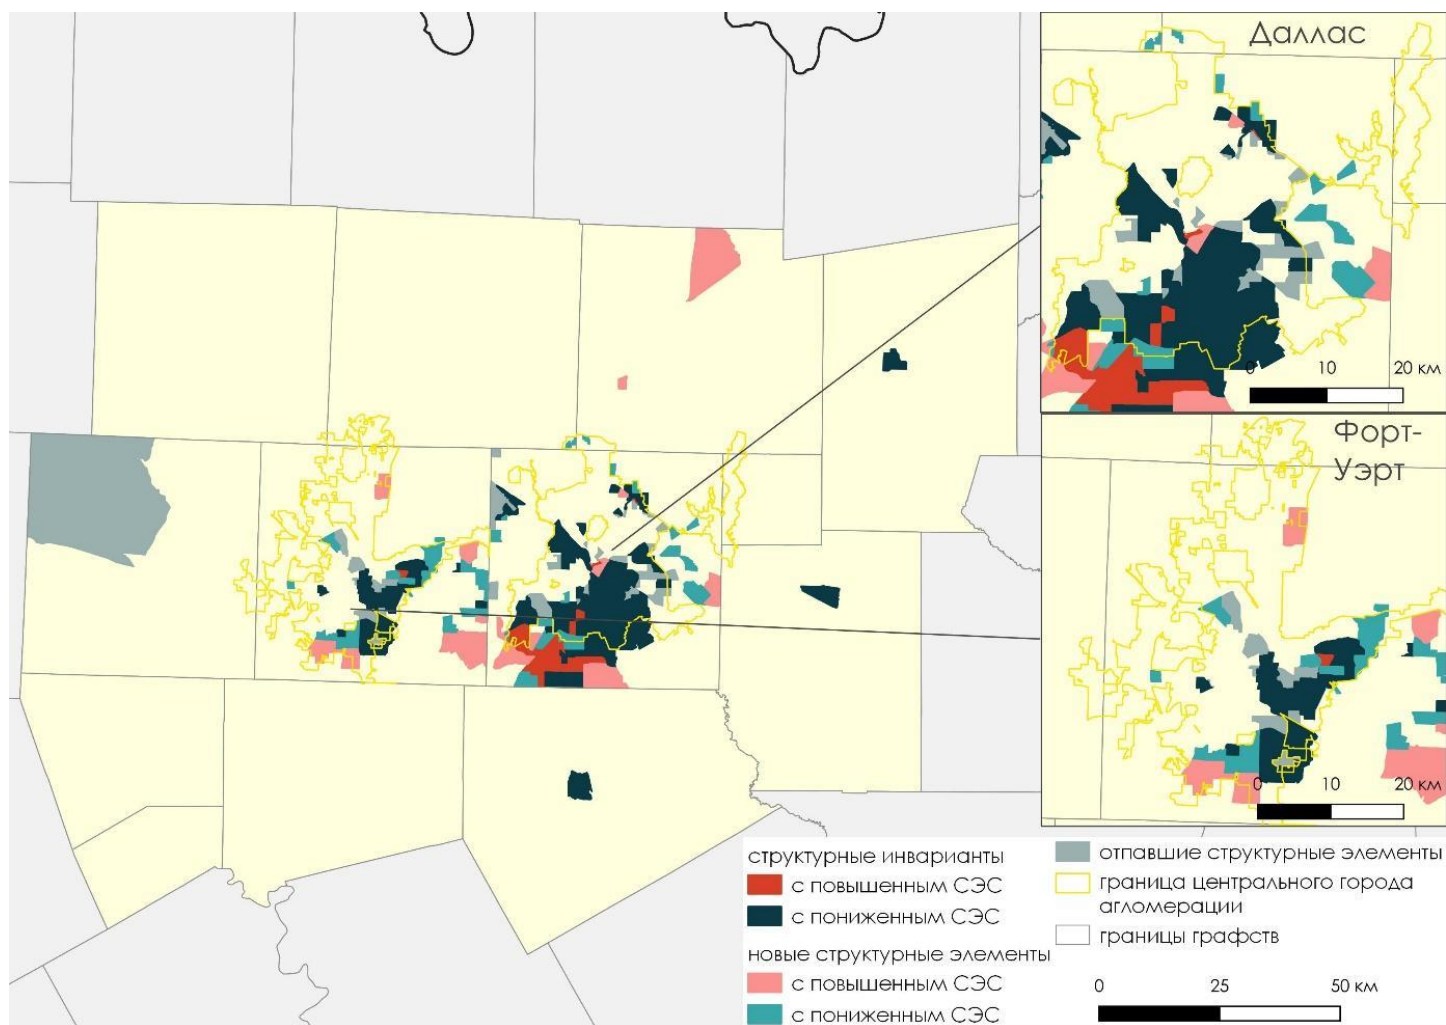 Даллас
0 10 20 км
Форт-
Уэрт
0 10 20 км
структурные инварианты
с повышенным СЭС
с пониженным СЭС
новые структурные элементы
с повышенным СЭС
с пониженным СЭС
отпавшие структурные элементы
граница центрального города
агломерации
границы графств
0 25 50 км